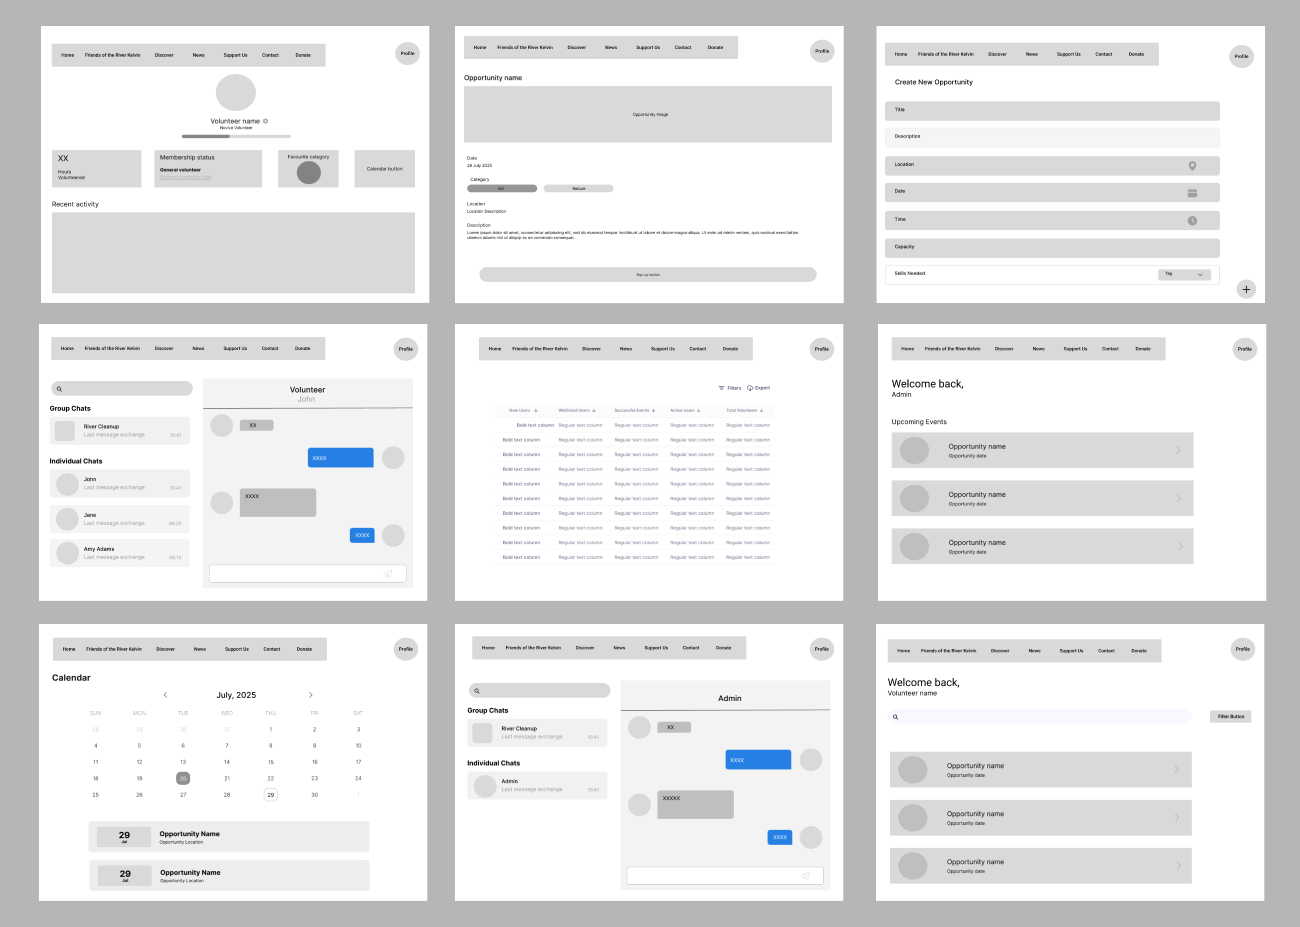 Home Friends of the River Kelvin Discover News Support Us Contact Donate
Profile
Volunteer name
Novice Volunteer
XX
Hours
Volunteered
Membership status
General volunteer
Favourite category
Calendar button
Recent activity
Home Friends of the River Kelvin Discover News Support Us Contact Donate
Profile
Opportunity name
Opportunity image
Date
29 July 2025
Category
Art Nature
Location
Location Description
Description
Lorem ipsum dolor sit amet, consectetur adipiscing elit, sed do eiusmod tempor incididunt ut labore et dolore magna aliqua. Ut enim ad minim veniam, quis nostrud exercitation
ullamco laboris nisi ut aliquip ex ea commodo consequat.
Sign up button
Home Friends of the River Kelvin Discover News Support Us Contact Donate
Profile
Create New Opportunity
Title
Description
Location
Date
Time
Capacity
Skills Needed Tag
Home Friends of the River Kelvin Discover News Support Us Contact Donate
Profile
Group Chats
River Cleanup
Last message exchange 10:41
Individual Chats
John
Last message exchange 10:41
Jane
Last message exchange 09:30
Amy Adams
Last message exchange
Volunteer
John
XX
XXXX
XXXX
XXXX
Home Friends of the River Kelvin Discover News Support Us Contact Donate
Profile
Filters Export
New Users Waitlisted Users Successful Events Active Users Total Volunteers
Bold text column Regular text column Regular text column Regular text column Regular text column
Bold text column Regular text column Regular text column Regular text column Regular text column
Bold text column Regular text column Regular text column Regular text column Regular text column
Bold text column Regular text column Regular text column Regular text column Regular text column
Bold text column Regular text column Regular text column Regular text column Regular text column
Bold text column Regular text column Regular text column Regular text column Regular text column
Bold text column Regular text column Regular text column Regular text column Regular text column
Bold text column Regular text column Regular text column Regular text column Regular text column
Bold text column Regular text column Regular text column Regular text column Regular text column
Bold text column Regular text column Regular text column Regular text column Regular text column
Home Friends of the River Kelvin Discover News Support Us Contact Donate
Profile
Welcome back,
Admin
Upcoming Events
Opportunity name
Opportunity date
Opportunity name
Opportunity date
Opportunity name
Opportunity date
Home Friends of the River Kelvin Discover News Support Us Contact Donate
Profile
Calendar
July, 2025
SUN MON TUE WED THU FRI SAT
28 29 30 31 1 2 3
4 5 6 7 8 9 10
11 12 13 14 15 16 17
18 19 20 21 22 23 24
25 26 27 28 29 30 1
29
Jul
Opportunity Name
Opportunity Location
29
Jul
Opportunity Name
Opportunity Location
Home Friends of the River Kelvin Discover News Support Us Contact Donate
Profile
Group Chats
River Cleanup
Last message exchange 10:41
Individual Chats
Admin
Last message exchange 10:41
Admin
XX
XXXX
XXXXX
XXXX
Home Friends of the River Kelvin Discover News Support Us Contact Donate
Profile
Welcome back,
Volunteer name
Filter Button
Opportunity name
Opportunity date
Opportunity name
Opportunity date
Opportunity name
Opportunity date